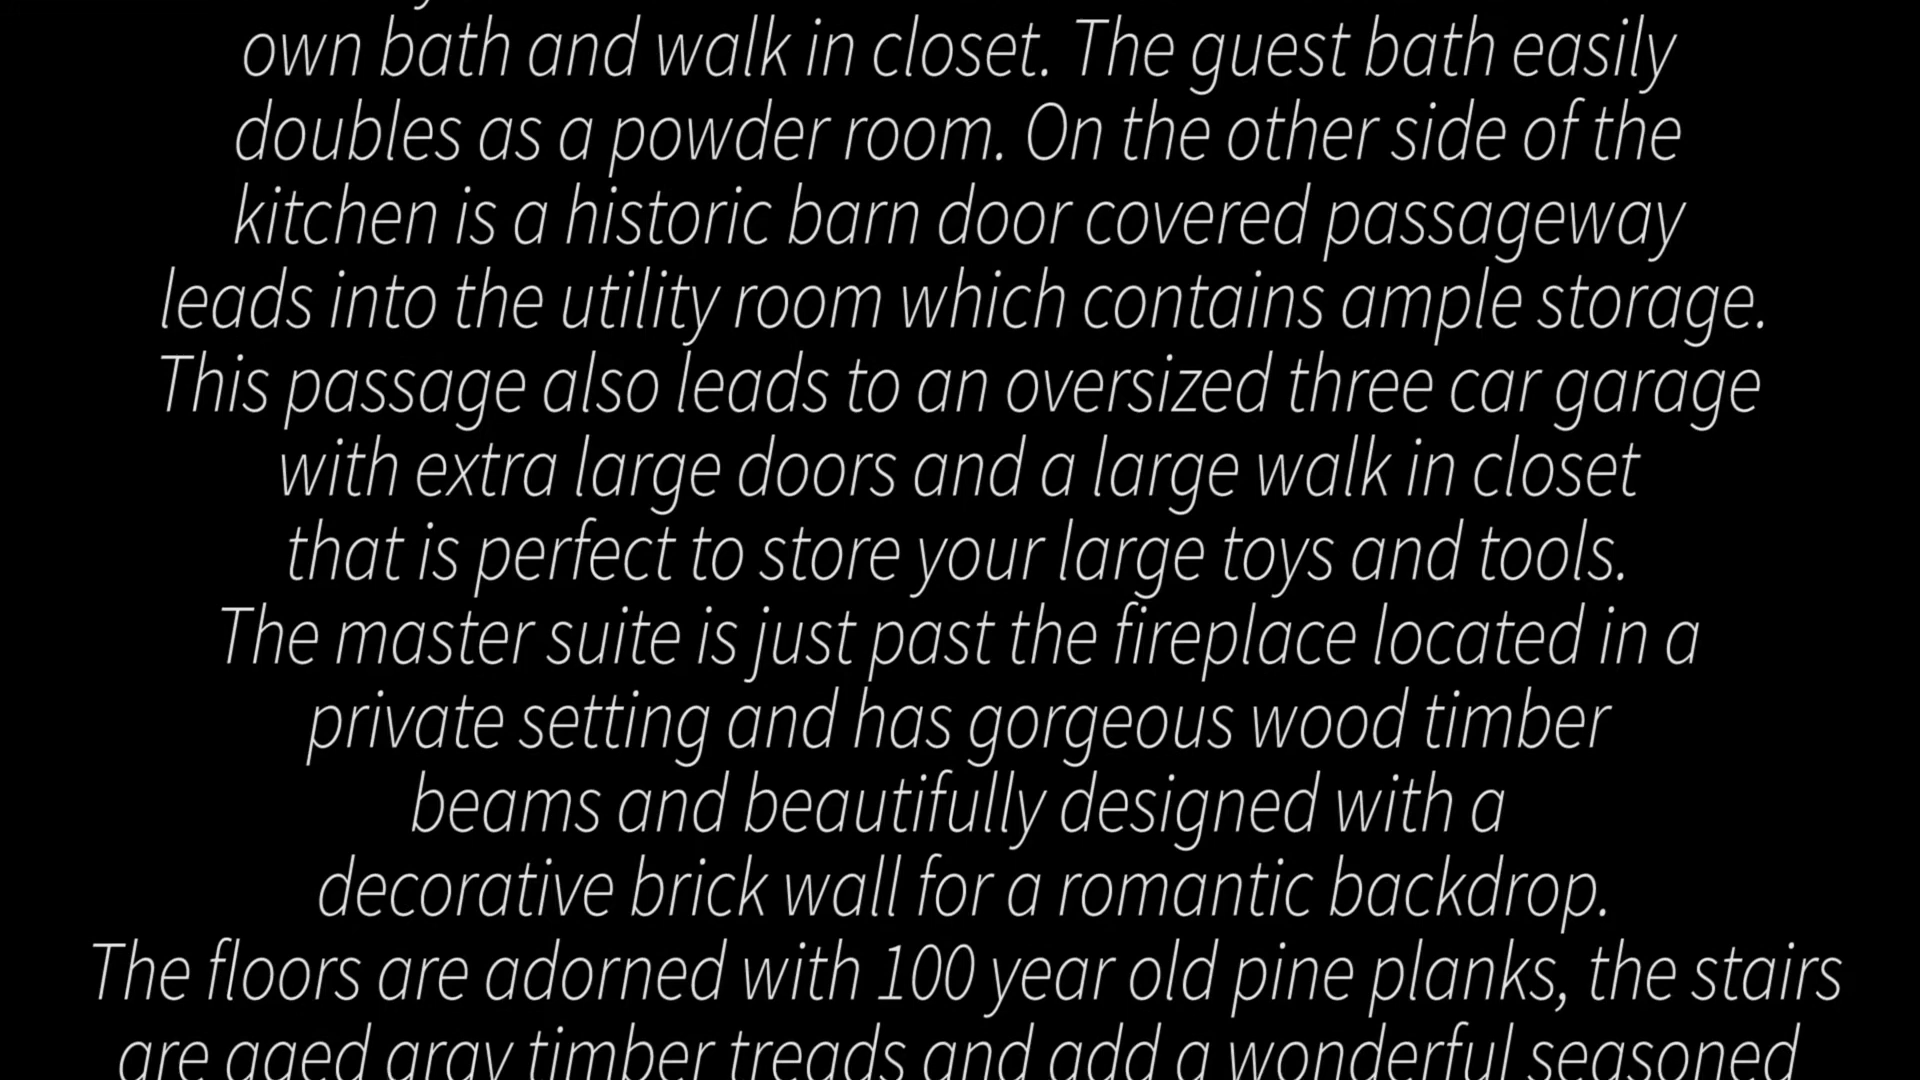 own bath and walk in closet. The guest bath easily
doubles as a powder room. On the other side of the
kitchen is a historic barn door covered passageway
leads into the utility room which contains ample storage.
This passage also leads to an oversized three car garage
with extra large doors and a large walk in closet
that is perfect to store your large toys and tools.
The master suite is just past the fireplace located in a
private setting and has gorgeous wood timber
beams and beautifully designed with a
decorative brick wall for a romantic backdrop.
The floors are adorned with 100 year old pine planks, the stairs
are aged gray timber treads and add a wonderful seasoned